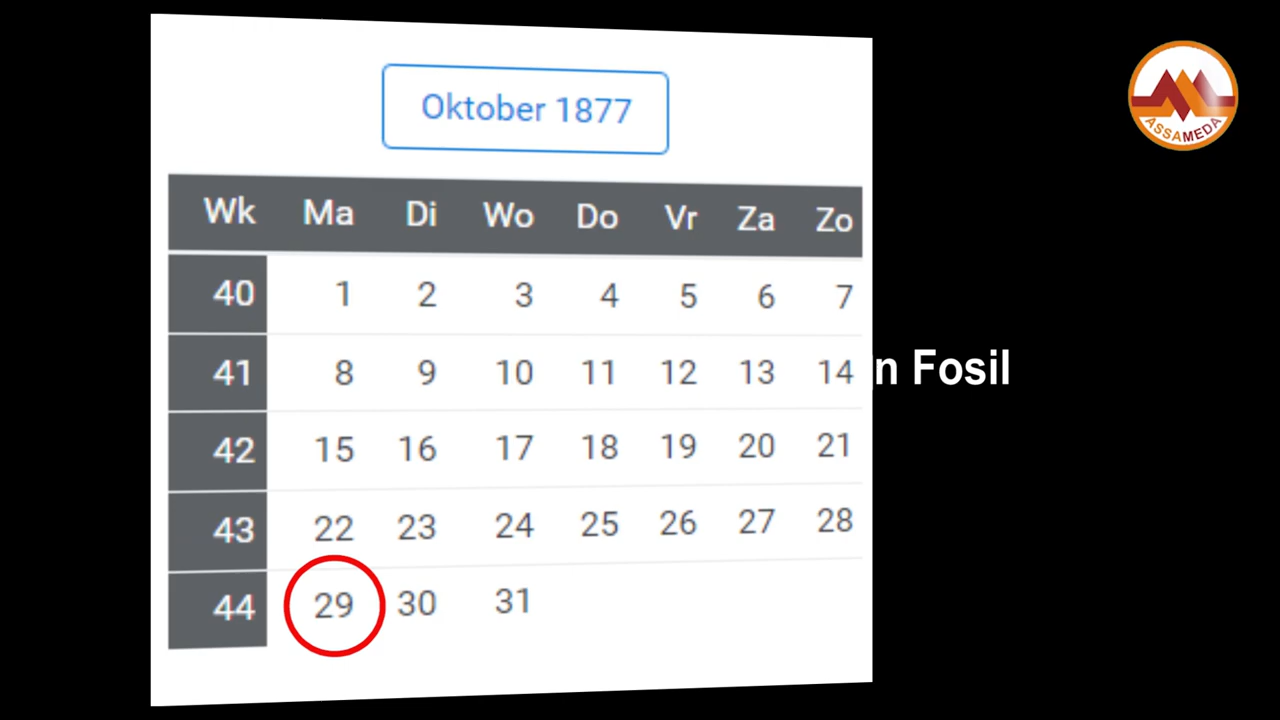 Oktober 1877
Wk Ma Di Wo Do Vr Za Zo
40 1 2 3 4 5 6 7
41 8 9 10 11 12 13 14
42 15 16 17 18 19 20 21
43 22 23 24 25 26 27 28
44 29 30 31
Fosil
ASSAMEDA